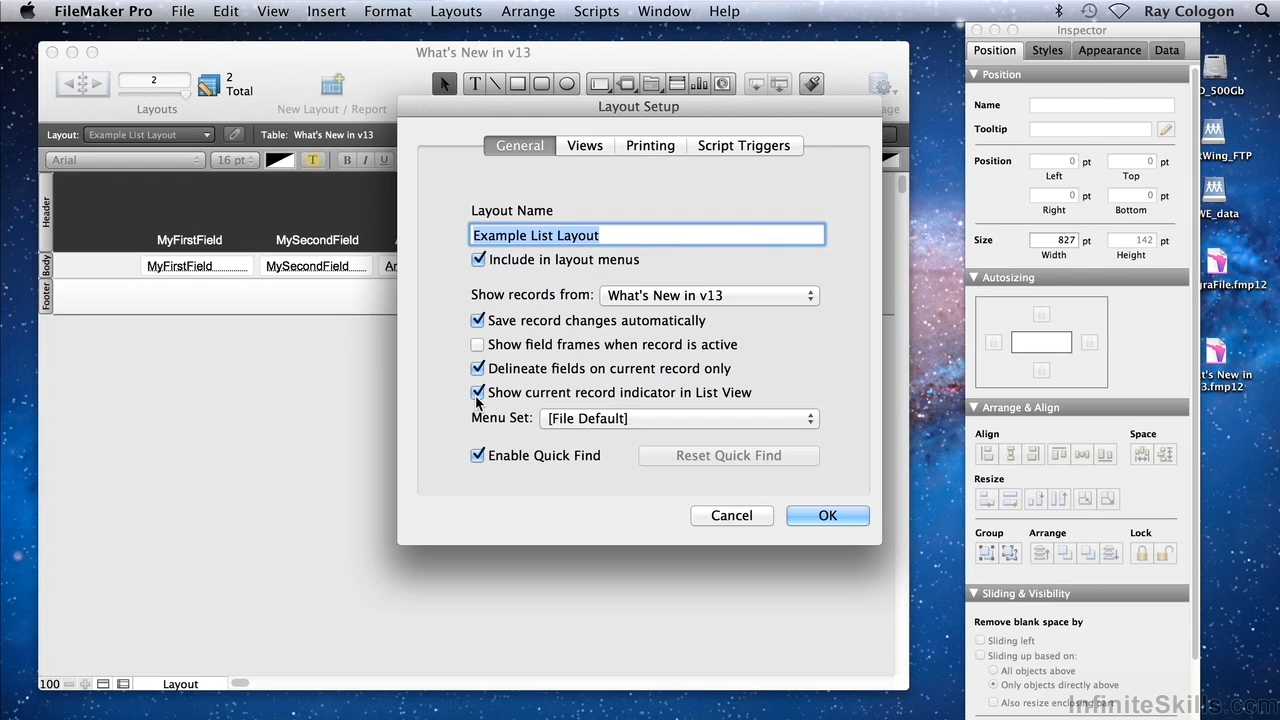 FileMaker Pro File Edit View Insert Format Layouts Arrange Scripts Window Help Ray Cologon
What's New in v13
2
2
Total
Layouts
New Layout / Report
Layout: Example List Layout Table: What's New in v13
Arial 16 pt T B I U
Header
MyFirstField MySecondField
Body
MyFirstField MySecondField
Footer
100 Layout
Layout Setup
General Views Printing Script Triggers
Layout Name
Example List Layout
Include in layout menus
Show records from: What's New in v13
Save record changes automatically
Show field frames when record is active
Delineate fields on current record only
Show current record indicator in List View
Menu Set: [File Default]
Enable Quick Find Reset Quick Find
Cancel OK
Inspector
Position Styles Appearance Data
Position
Name
Tooltip
Position 0 pt 0 pt
Left Top
0 pt 0 pt
Right Bottom
Size 827 pt 142 pt
Width Height
Autosizing
Arrange & Align
Align Space
Resize
Group Arrange Lock
Sliding & Visibility
Remove blank space by
Sliding left
Sliding up based on:
All objects above
Only objects directly above
Also resize enclosing part
D_500Gb
tWing_FTP
WE_data
graFile.fmp12
t's New in
3.fmp12
InfiniteSkills.com